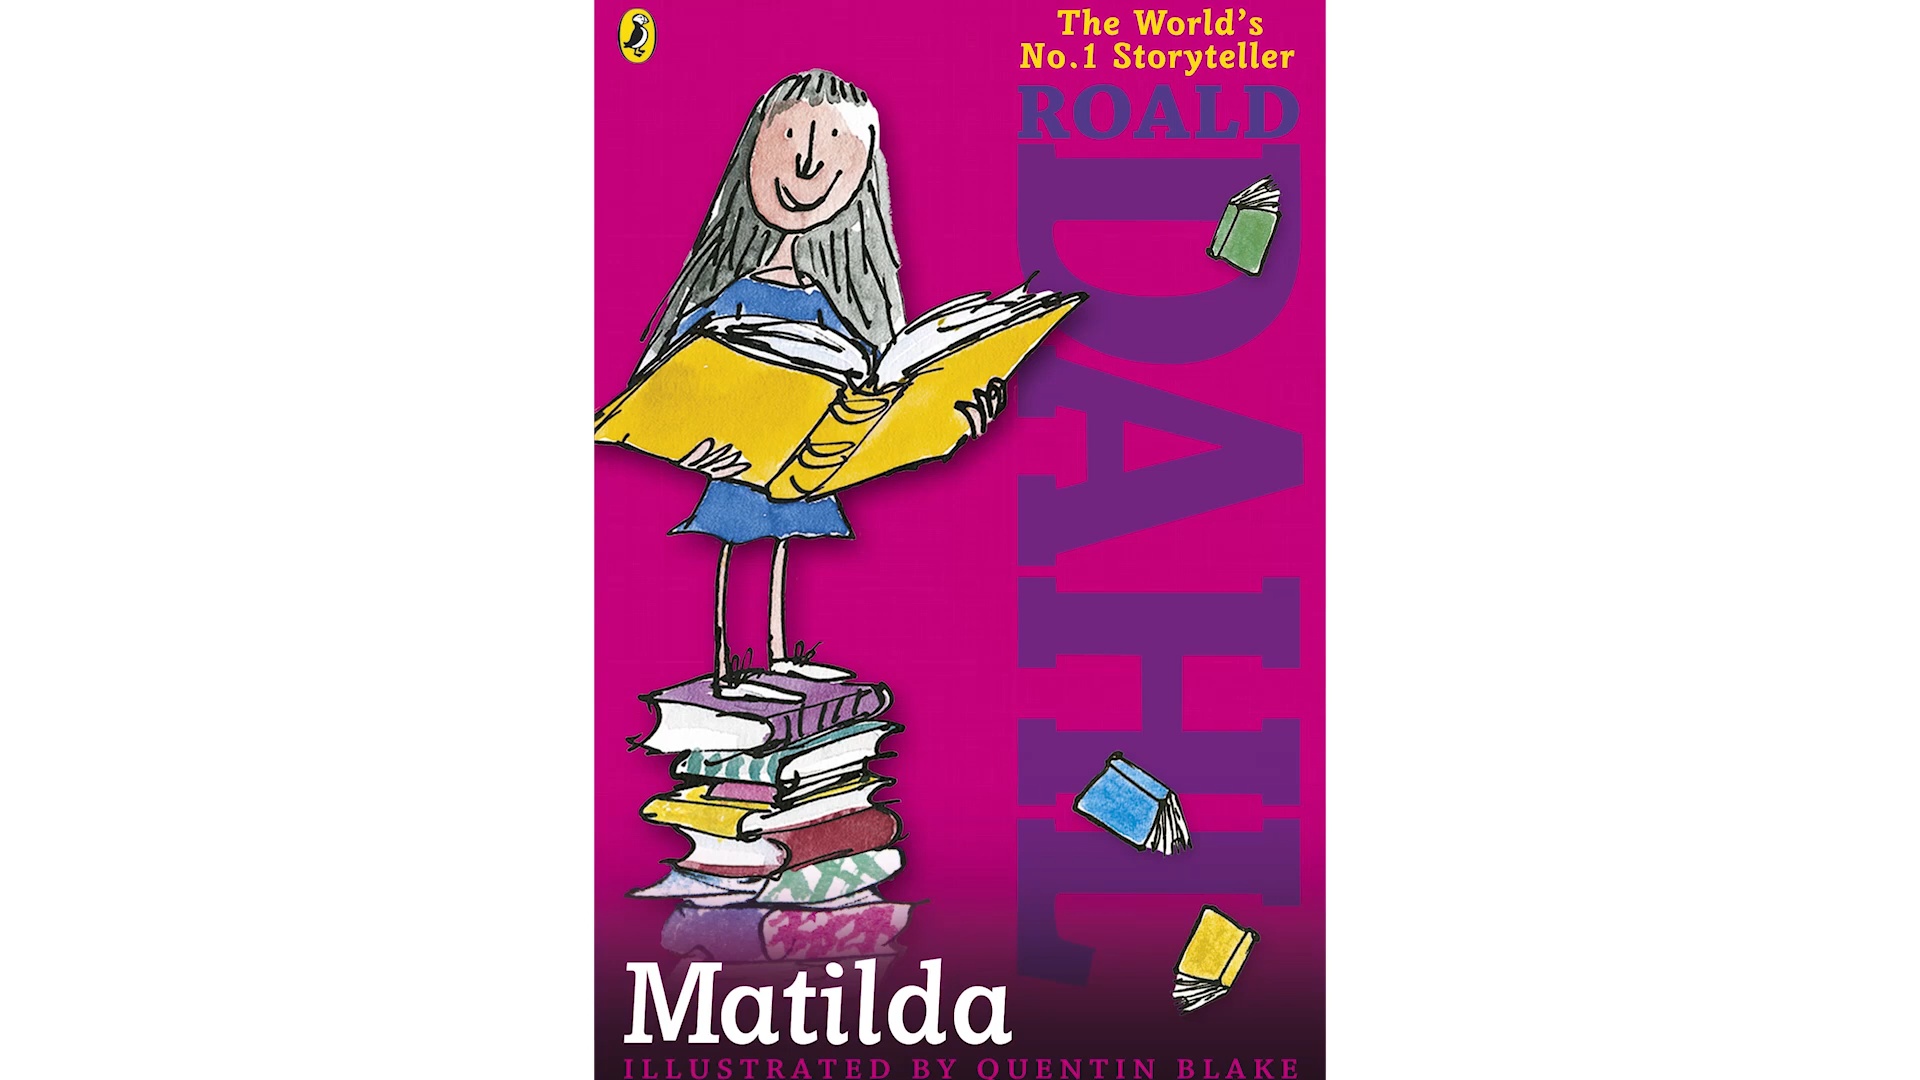 The World's
No.1 Storyteller
ROALD
DAHL
Matilda
ILLUSTRATED BY QUENTIN BLAKE